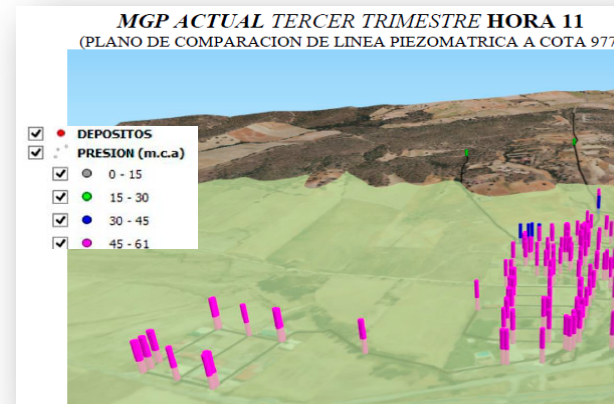 MGP ACTUAL TERCER TRIMESTRE HORA 11
(PLANO DE COMPARACION DE LINEA PIEZOMATRICA A COTA 977
DEPOSITOS
PRESION (m.c.a)
0 - 15
15 - 30
30 - 45
45 - 61